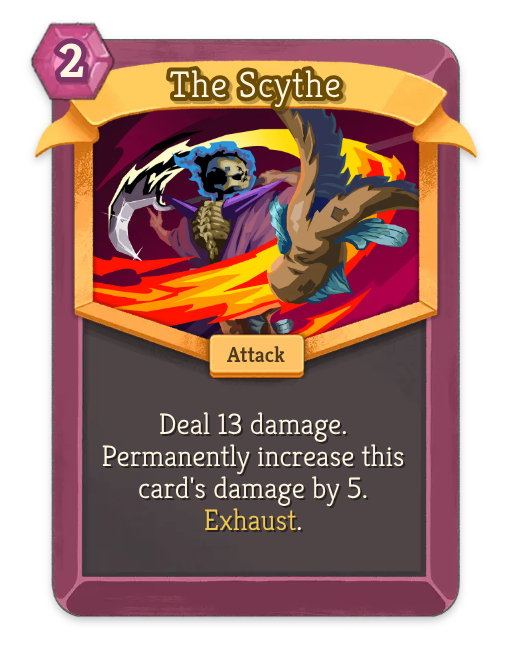 2
The Scythe
Attack
Deal 13 damage.
Permanently increase this
card's damage by 5.
Exhaust.